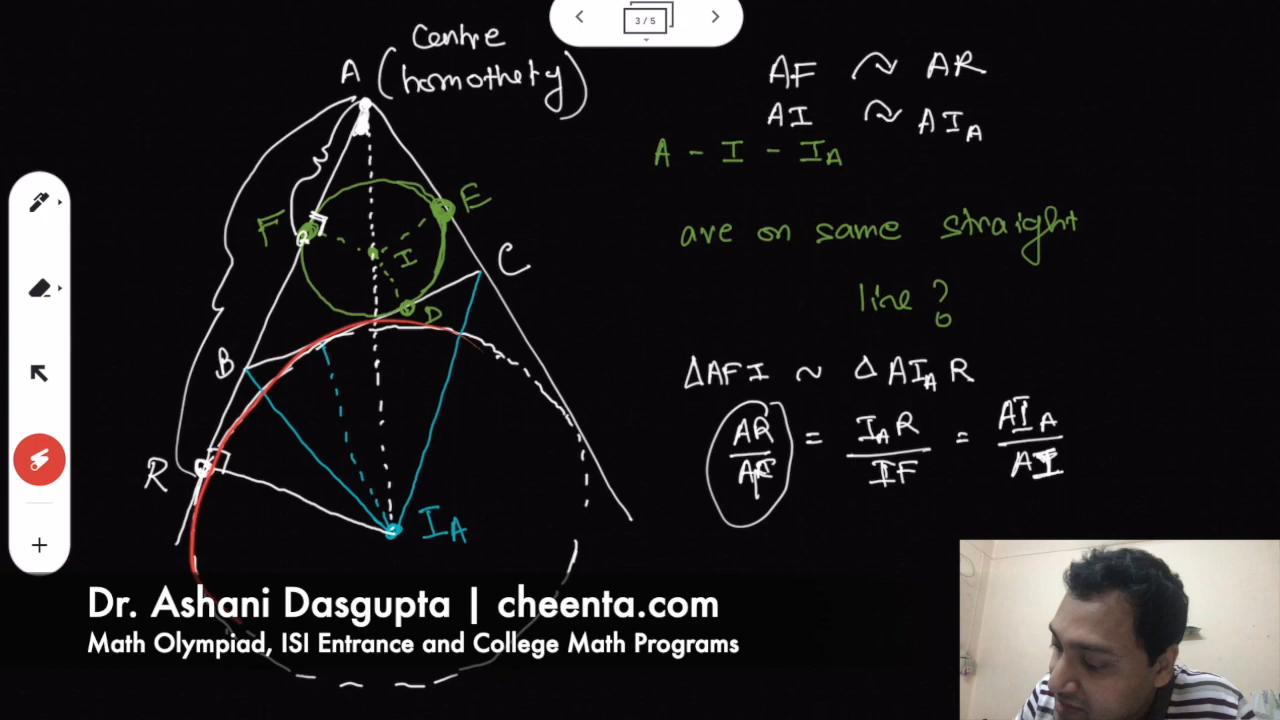 3 / 5
Centre
A (homothety)
AF ~ AR
AI ~ AI_A
A - I - I_A
are on same straight
line ?
F
E
I
C
D
B
R
I_A
ΔAFI ~ ΔAI_A R
AR/AF = I_A R/IF = AI_A/AI
Dr. Ashani Dasgupta | cheenta.com
Math Olympiad, ISI Entrance and College Math Programs